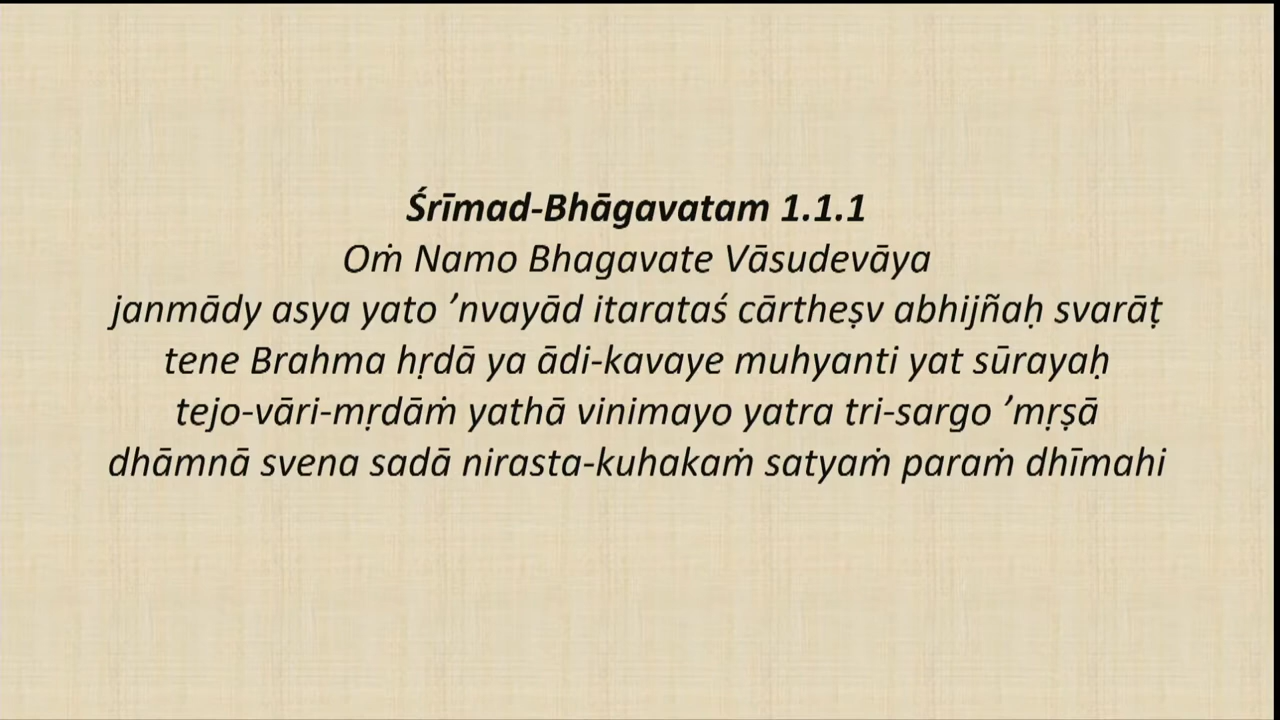 Śrīmad-Bhāgavatam 1.1.1
Oṁ Namo Bhagavate Vāsudevāya
janmādy asya yato ’nvayād itarataś cārtheṣv abhijñaḥ svarāṭ
tene Brahma hṛdā ya ādi-kavaye muhyanti yat sūrayaḥ
tejo-vāri-mṛdāṁ yathā vinimayo yatra tri-sargo ’mṛṣā
dhāmnā svena sadā nirasta-kuhakaṁ satyaṁ paraṁ dhīmahi